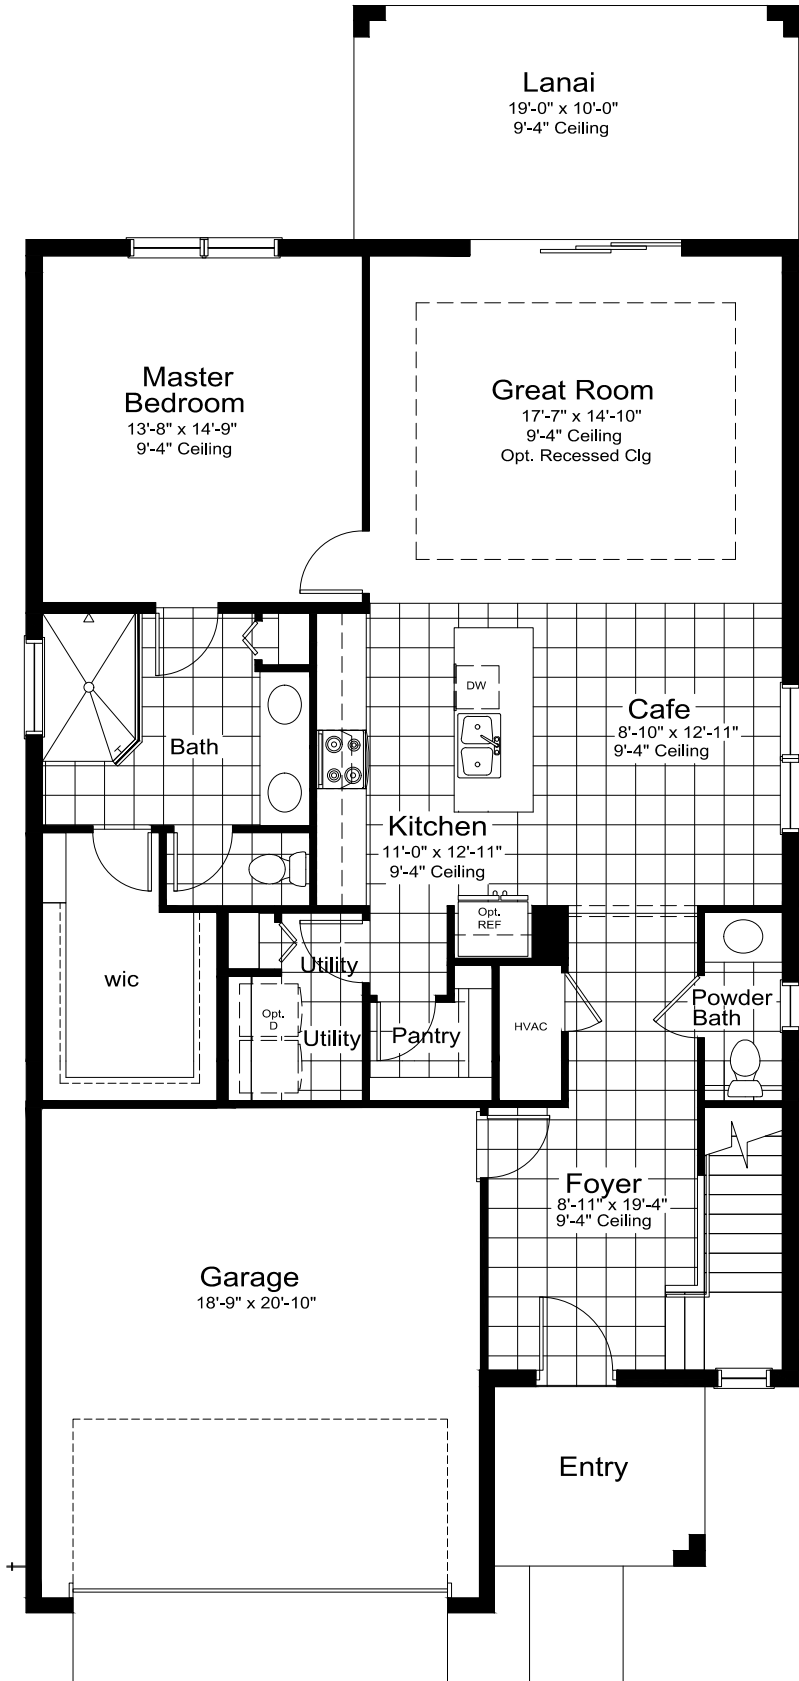 Lanai
19'-0" x 10'-0"
9'-4" Ceiling
Master
Bedroom
13'-8" x 14'-9"
9'-4" Ceiling
Great Room
17'-7" x 14'-10"
9'-4" Ceiling
Opt. Recessed Clg
DW
Cafe
8'-10" x 12'-11"
9'-4" Ceiling
Bath
Kitchen
11'-0" x 12'-11"
9'-4" Ceiling
Opt.
REF
wic
Utility
Opt.
D
Utility
Pantry
HVAC
Powder
Bath
Foyer
8'-11" x 19'-4"
9'-4" Ceiling
Garage
18'-9" x 20'-10"
Entry